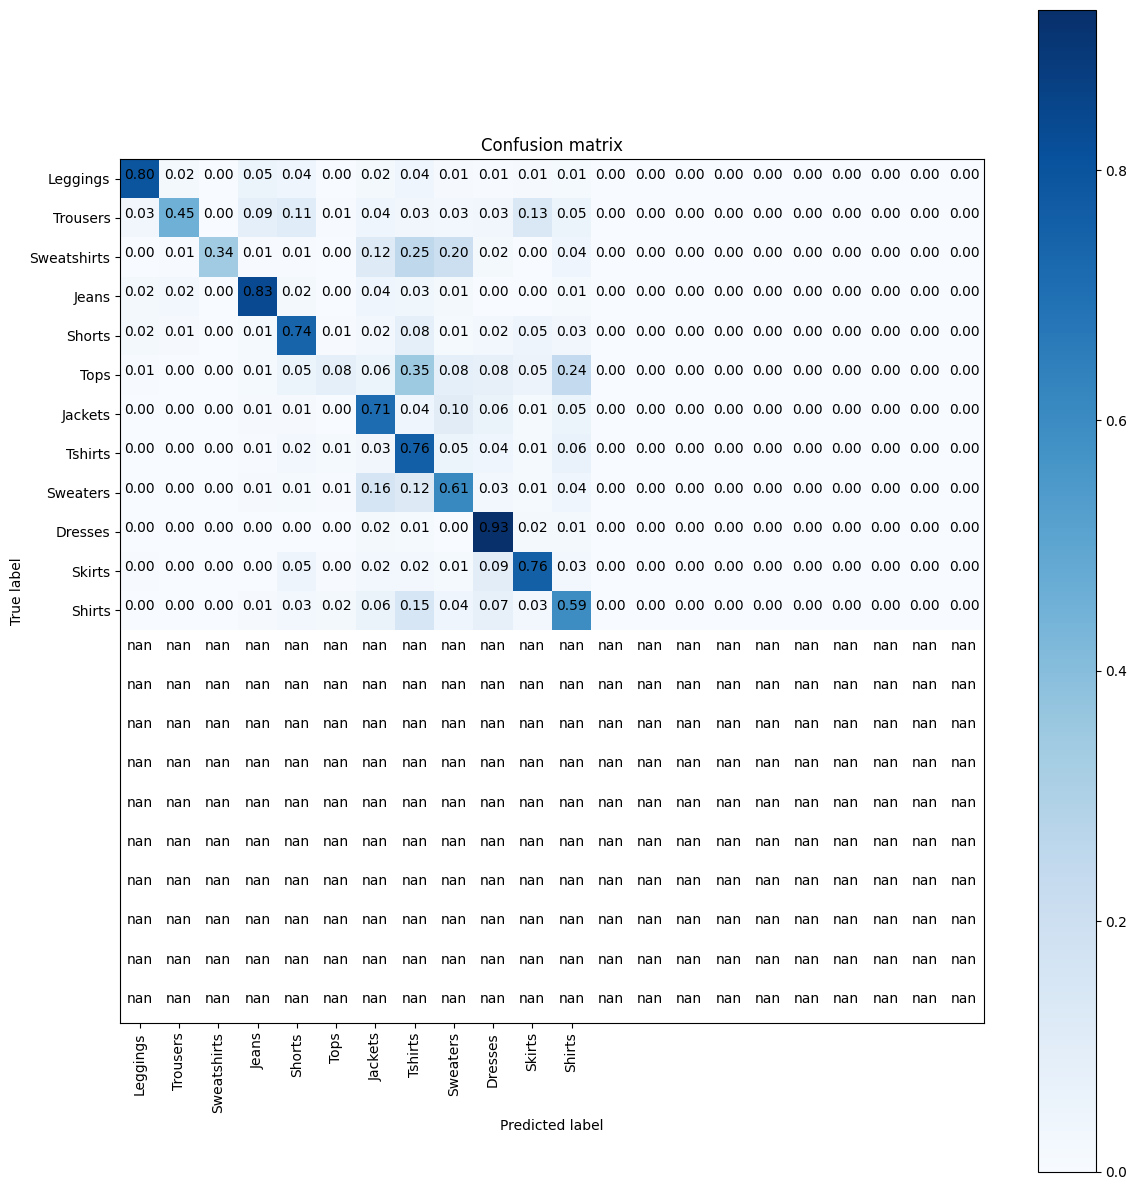 Confusion matrix
Leggings 0.80 0.02 0.00 0.05 0.04 0.00 0.02 0.04 0.01 0.01 0.01 0.01 0.00 0.00 0.00 0.00 0.00 0.00 0.00 0.00 0.00 0.00
Trousers 0.03 0.45 0.00 0.09 0.11 0.01 0.04 0.03 0.03 0.03 0.13 0.05 0.00 0.00 0.00 0.00 0.00 0.00 0.00 0.00 0.00 0.00
Sweatshirts 0.00 0.01 0.34 0.01 0.01 0.00 0.12 0.25 0.20 0.02 0.00 0.04 0.00 0.00 0.00 0.00 0.00 0.00 0.00 0.00 0.00 0.00
Jeans 0.02 0.02 0.00 0.83 0.02 0.00 0.04 0.03 0.01 0.00 0.00 0.01 0.00 0.00 0.00 0.00 0.00 0.00 0.00 0.00 0.00 0.00
Shorts 0.02 0.01 0.00 0.01 0.74 0.01 0.02 0.08 0.01 0.02 0.05 0.03 0.00 0.00 0.00 0.00 0.00 0.00 0.00 0.00 0.00 0.00
Tops 0.01 0.00 0.00 0.01 0.05 0.08 0.06 0.35 0.08 0.08 0.05 0.24 0.00 0.00 0.00 0.00 0.00 0.00 0.00 0.00 0.00 0.00
Jackets 0.00 0.00 0.00 0.01 0.01 0.00 0.71 0.04 0.10 0.06 0.01 0.05 0.00 0.00 0.00 0.00 0.00 0.00 0.00 0.00 0.00 0.00
Tshirts 0.00 0.00 0.00 0.01 0.02 0.01 0.03 0.76 0.05 0.04 0.01 0.06 0.00 0.00 0.00 0.00 0.00 0.00 0.00 0.00 0.00 0.00
Sweaters 0.00 0.00 0.00 0.01 0.01 0.01 0.16 0.12 0.61 0.03 0.01 0.04 0.00 0.00 0.00 0.00 0.00 0.00 0.00 0.00 0.00 0.00
Dresses 0.00 0.00 0.00 0.00 0.00 0.00 0.02 0.01 0.00 0.93 0.02 0.01 0.00 0.00 0.00 0.00 0.00 0.00 0.00 0.00 0.00 0.00
Skirts 0.00 0.00 0.00 0.00 0.05 0.00 0.02 0.02 0.01 0.09 0.76 0.03 0.00 0.00 0.00 0.00 0.00 0.00 0.00 0.00 0.00 0.00
Shirts 0.00 0.00 0.00 0.01 0.03 0.02 0.06 0.15 0.04 0.07 0.03 0.59 0.00 0.00 0.00 0.00 0.00 0.00 0.00 0.00 0.00 0.00
nan nan nan nan nan nan nan nan nan nan nan nan nan nan nan nan nan nan nan nan nan nan
nan nan nan nan nan nan nan nan nan nan nan nan nan nan nan nan nan nan nan nan nan nan
nan nan nan nan nan nan nan nan nan nan nan nan nan nan nan nan nan nan nan nan nan nan
nan nan nan nan nan nan nan nan nan nan nan nan nan nan nan nan nan nan nan nan nan nan
nan nan nan nan nan nan nan nan nan nan nan nan nan nan nan nan nan nan nan nan nan nan
nan nan nan nan nan nan nan nan nan nan nan nan nan nan nan nan nan nan nan nan nan nan
nan nan nan nan nan nan nan nan nan nan nan nan nan nan nan nan nan nan nan nan nan nan
nan nan nan nan nan nan nan nan nan nan nan nan nan nan nan nan nan nan nan nan nan nan
nan nan nan nan nan nan nan nan nan nan nan nan nan nan nan nan nan nan nan nan nan nan
nan nan nan nan nan nan nan nan nan nan nan nan nan nan nan nan nan nan nan nan nan nan
True label
Leggings
Trousers
Sweatshirts
Jeans
Shorts
Tops
Jackets
Tshirts
Sweaters
Dresses
Skirts
Shirts
Predicted label
0.8
0.6
0.4
0.2
0.0